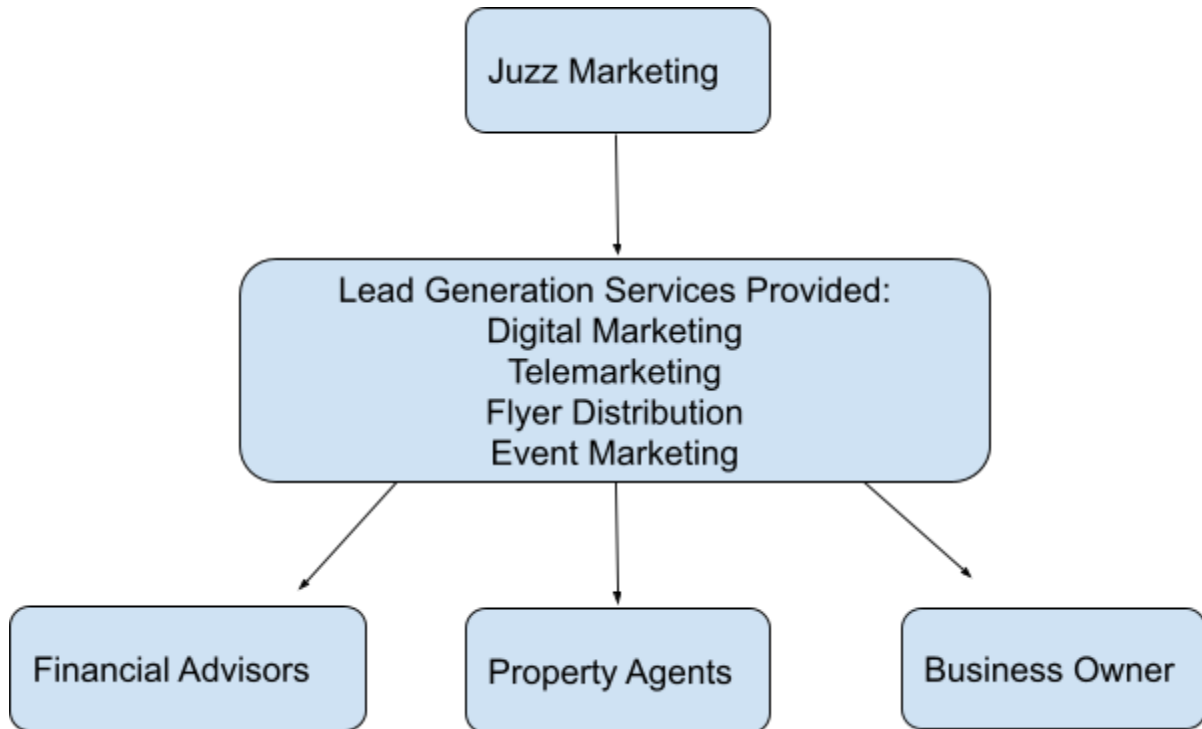 Juzz Marketing
Lead Generation Services Provided:
Digital Marketing
Telemarketing
Flyer Distribution
Event Marketing
Financial Advisors
Property Agents
Business Owner